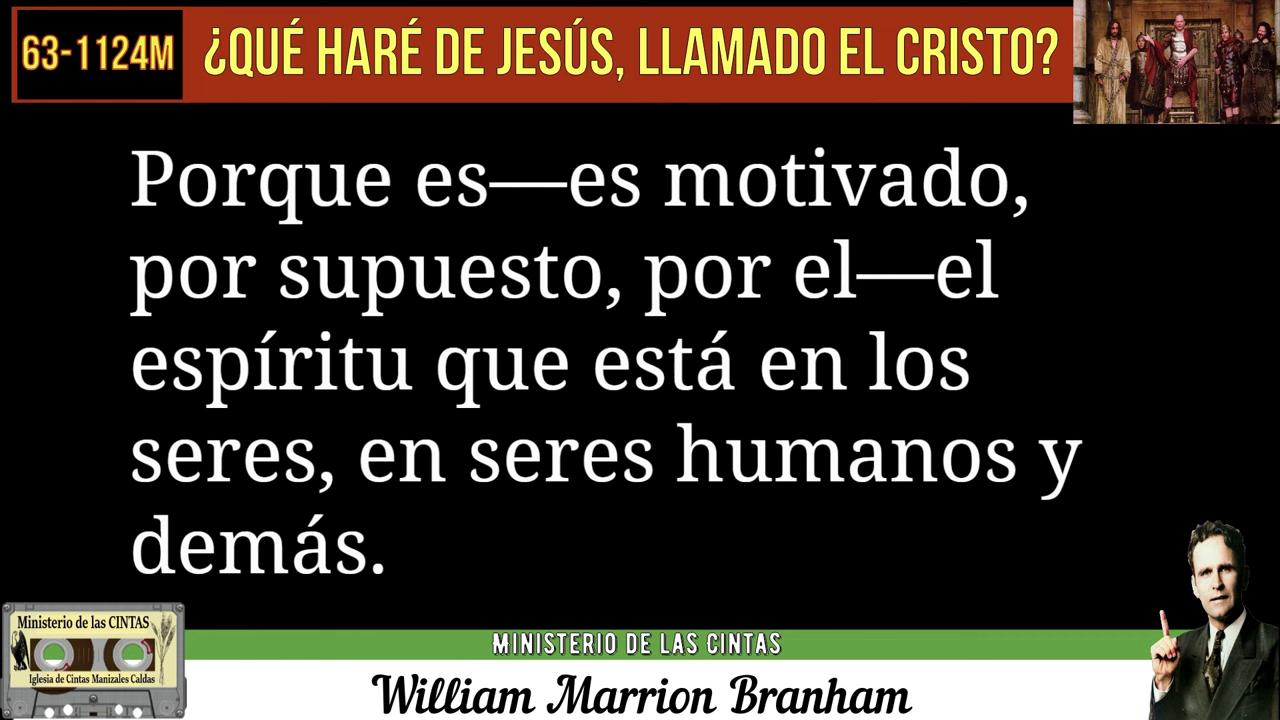 63-1124M
¿QUÉ HARÉ DE JESÚS, LLAMADO EL CRISTO?
Porque es—es motivado,
por supuesto, por el—el
espíritu que está en los
seres, en seres humanos y
demás.
Ministerio de las CINTAS
Iglesia de Cintas Manizales Caldas
MINISTERIO DE LAS CINTAS
William Marrion Branham